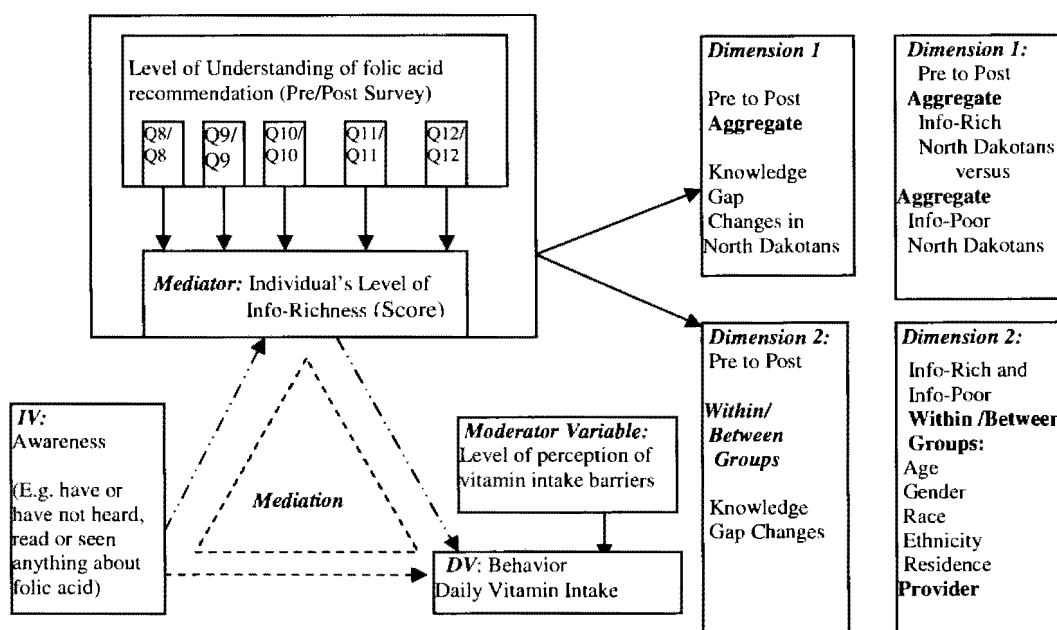 Level of Understanding of folic acid
recommendation (Pre/Post Survey)
Q8/
Q8
Q9/
Q9
Q10/
Q10
Q11/
Q11
Q12/
Q12
Mediator: Individual's Level of
Info-Richness (Score)
IV:
Awareness
(E.g. have or
have not heard,
read or seen
anything about
folic acid)
Mediation
Moderator Variable:
Level of perception of
vitamin intake barriers
DV: Behavior
Daily Vitamin Intake
Dimension 1
Pre to Post
Aggregate
Knowledge
Gap
Changes in
North Dakotans
Dimension 1:
Pre to Post
Aggregate
Info-Rich
North Dakotans
versus
Aggregate
Info-Poor
North Dakotans
Dimension 2:
Pre to Post
Within/
Between
Groups
Knowledge
Gap Changes
Dimension 2:
Info-Rich and
Info-Poor
Within /Between
Groups:
Age
Gender
Race
Ethnicity
Residence
Provider